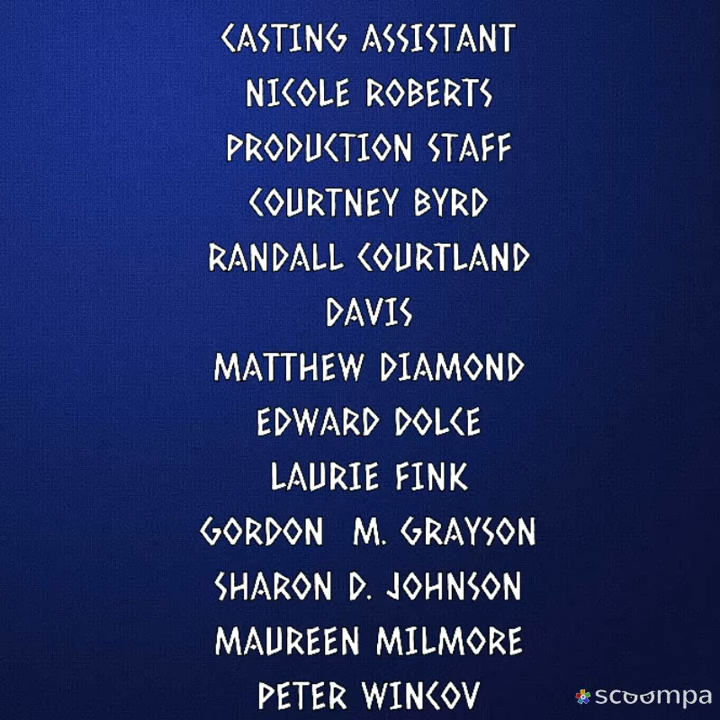 CASTING ASSISTANT
NICOLE ROBERTS
PRODUCTION STAFF
COURTNEY BYRD
RANDALL COURTLAND
DAVIS
MATTHEW DIAMOND
EDWARD DOLCE
LAURIE FINK
GORDON M. GRAYSON
SHARON D. JOHNSON
MAUREEN MILMORE
PETER WINCOV
scoompa